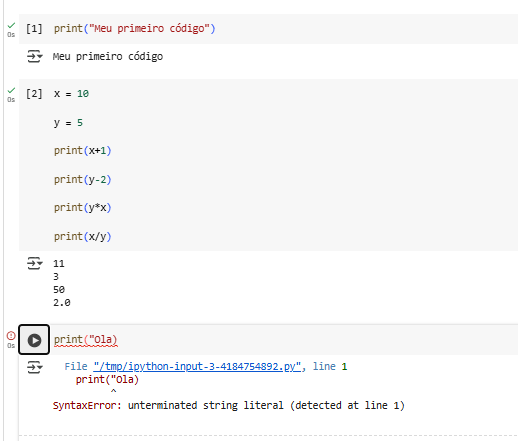 [1] print("Meu primeiro código")
0s
Meu primeiro código
[2] x = 10
0s
y = 5
print(x+1)
print(y-2)
print(y*x)
print(x/y)
11
3
50
2.0
print("Ola)
0s
File "/tmp/ipython-input-3-4184754892.py", line 1
print("Ola)
^
SyntaxError: unterminated string literal (detected at line 1)